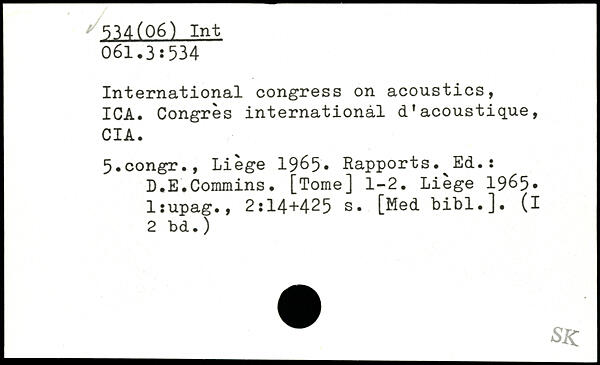 534(06) Int
061.3:534
International congress on acoustics,
ICA. Congrès international d'acoustique,
CIA.
5.congr., Liège 1965. Rapports. Ed.:
D.E.Commins. [Tome] 1-2. Liège 1965.
1:upag., 2:14+425 s. [Med bibl.]. (I
2 bd.)
SK